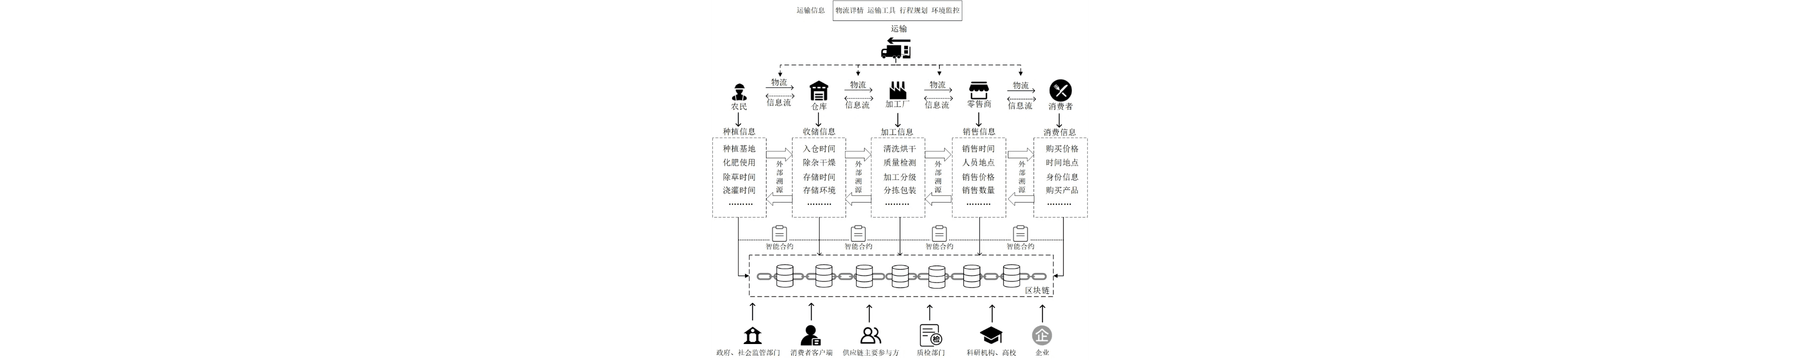 运输信息 物流详情 运输工具 行程规划 环境监控
运输
物流 物流 物流 物流
信息流 信息流 信息流 信息流
农民 仓库 加工厂 零售商 消费者
种植信息 收储信息 加工信息 销售信息 消费信息
种植基地 入仓时间 清洗烘干 销售时间 购买价格
化肥使用 除杂干燥 质量检测 人员地点 时间地点
除草时间 存储时间 加工分级 销售价格 身份信息
浇灌时间 存储环境 分拣包装 销售数量 购买产品
……… ……… ……… ……… ………
外部溯源 外部溯源 外部溯源 外部溯源
智能合约 智能合约 智能合约 智能合约
区块链
检 企
政府、社会监管部门 消费者客户端 供应链主要参与方 质检部门 科研机构、高校 企业